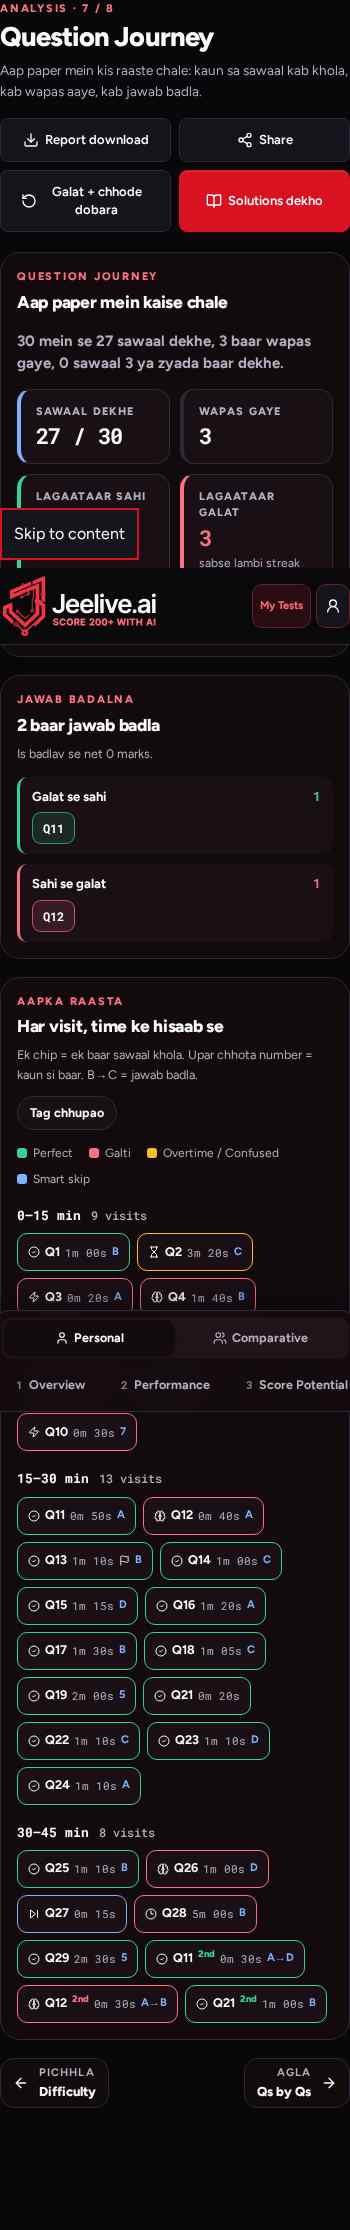 ANALYSIS · 7 / 8
Question Journey
Aap paper mein kis raaste chale: kaun sa sawaal kab khola,
kab wapas aaye, kab jawab badla.
Report download
Share
Galat + chhode
dobara
Solutions dekho
QUESTION JOURNEY
Aap paper mein kaise chale
30 mein se 27 sawaal dekhe, 3 baar wapas
gaye, 0 sawaal 3 ya zyada baar dekhe.
SAWAAL DEKHE
27 / 30
WAPAS GAYE
3
LAGAATAAR SAHI
LAGAATAAR
GALAT
3
sabse lambi streak
Skip to content
Jeelive.ai
SCORE 200+ WITH AI
My Tests
JAWAB BADALNA
2 baar jawab badla
Is badlav se net 0 marks.
Galat se sahi 1
Q11
Sahi se galat 1
Q12
AAPKA RAASTA
Har visit, time ke hisaab se
Ek chip = ek baar sawaal khola. Upar chhota number =
kaun si baar. B→C = jawab badla.
Tag chhupao
Perfect Galti Overtime / Confused
Smart skip
0–15 min 9 visits
Q1 1m 00s B Q2 3m 20s C
Q3 0m 20s A Q4 1m 40s B
Personal Comparative
1 Overview 2 Performance 3 Score Potential
Q10 0m 30s 7
15–30 min 13 visits
Q11 0m 50s A Q12 0m 40s A
Q13 1m 10s B Q14 1m 00s C
Q15 1m 15s D Q16 1m 20s A
Q17 1m 30s B Q18 1m 05s C
Q19 2m 00s 5 Q21 0m 20s
Q22 1m 10s C Q23 1m 10s D
Q24 1m 10s A
30–45 min 8 visits
Q25 1m 10s B Q26 1m 00s D
Q27 0m 15s Q28 5m 00s B
Q29 2m 30s 5 Q11 2nd 0m 30s A→D
Q12 2nd 0m 30s A→B Q21 2nd 1m 00s B
PICHHLA
Difficulty
AGLA
Qs by Qs